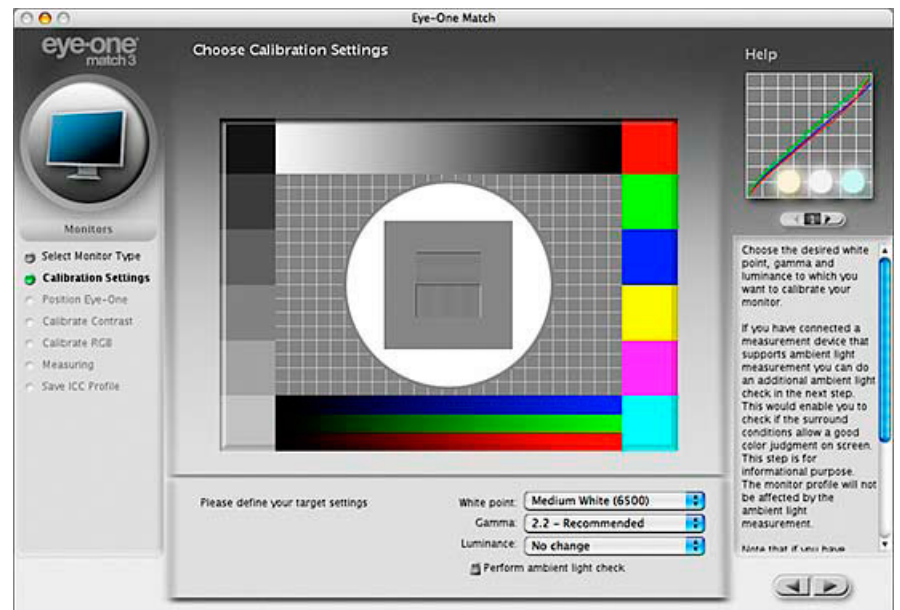 Eye-One Match
eye-one
match 3
Choose Calibration Settings
Help
Monitors
Select Monitor Type
Calibration Settings
Position Eye-One
Calibrate Contrast
Calibrate RGB
Measuring
Save ICC Profile
1
Choose the desired white
point, gamma and
luminance to which you
want to calibrate your
monitor.
If you have connected a
measurement device that
supports ambient light
measurement you can do
an additional ambient light
check in the next step.
This would enable you to
check if the surround
conditions allow a good
color judgment on screen.
This step is for
informational purpose.
The monitor profile will not
be affected by the
ambient light
measurement.
Note that if you have
Please define your target settings
White point: Medium White (6500)
Gamma: 2.2 - Recommended
Luminance: No change
Perform ambient light check